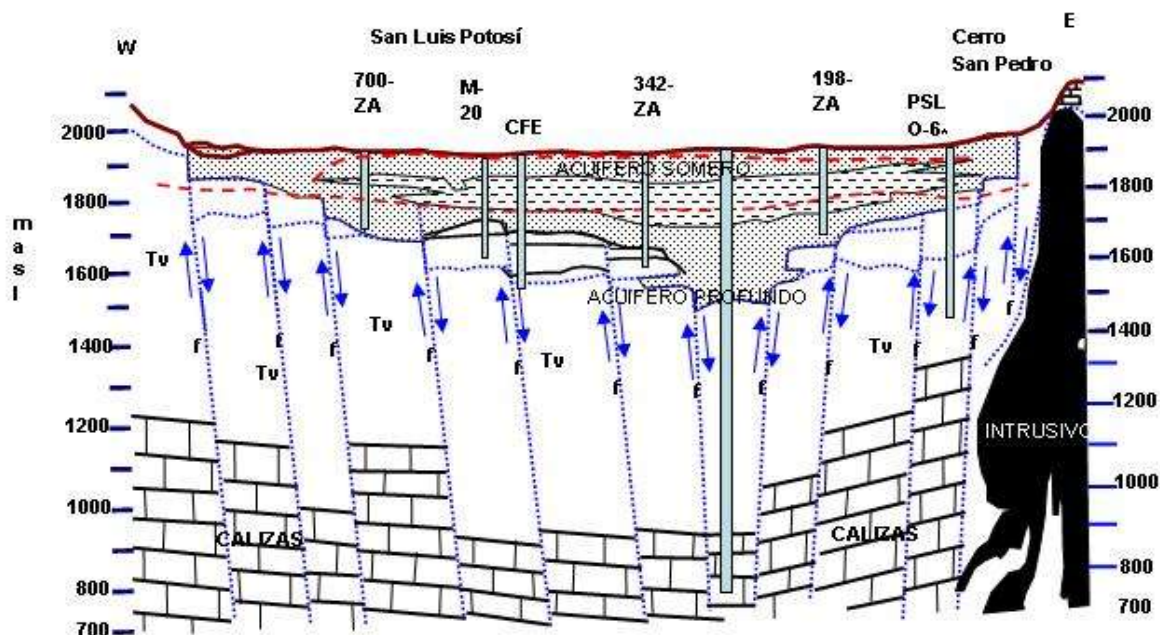 W
San Luis Potosí
E
Cerro
San Pedro
700-
ZA
M-
20
CFE
342-
ZA
198-
ZA
PSL
O-6^
2000
1800
1600
1400
1200
1000
800
700
m
a
s
l
2000
1800
1600
1400
1200
1000
800
700
ACUIFERO SOMERO
ACUIFERO PROFUNDO
Tv
Tv
Tv
Tv
Tv
f
f
f
f
f
f
f
f
f
f
f
INTRUSIVO
CALIZAS
CALIZAS